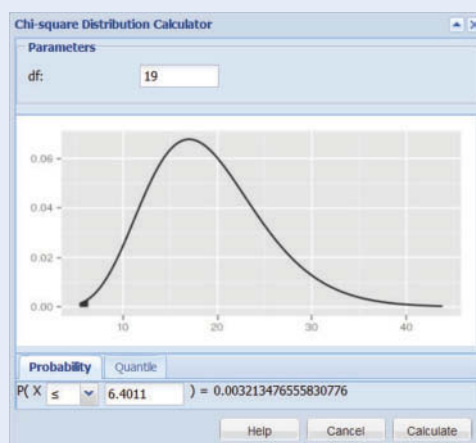 Chi-square Distribution Calculator
Parameters
df: 19
0.06
0.04
0.02
0.00
10 20 30 40
Probability Quantile
P( X ≤ 6.4011 ) = 0.003213476555830776
Help Cancel Calculate